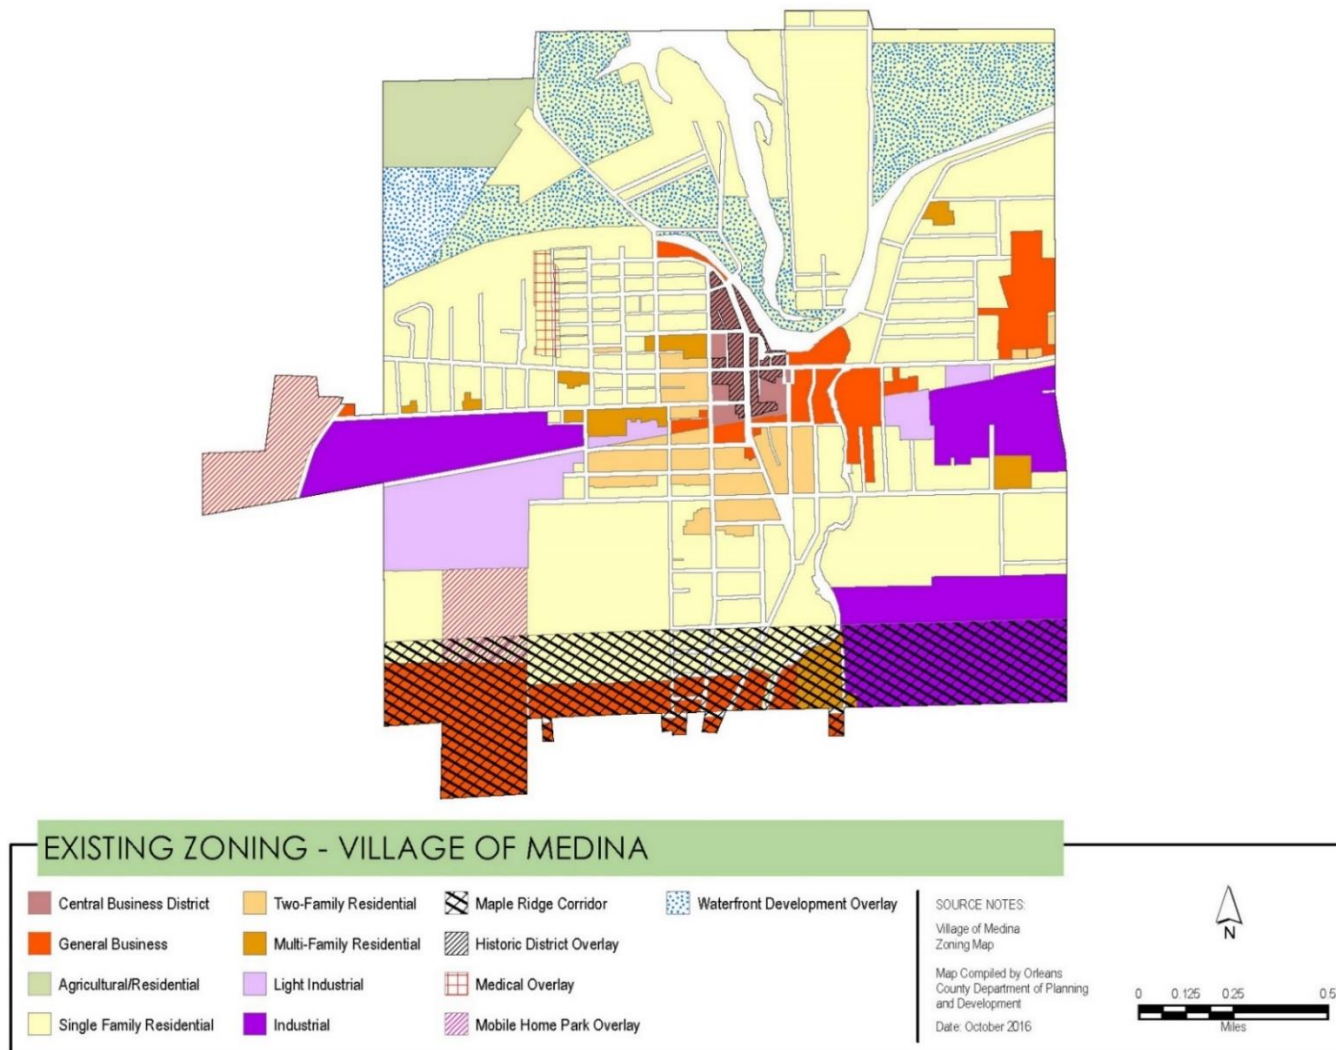 EXISTING ZONING - VILLAGE OF MEDINA
Central Business District
General Business
Agricultural/Residential
Single Family Residential
Two-Family Residential
Multi-Family Residential
Light Industrial
Industrial
Maple Ridge Corridor
Historic District Overlay
Medical Overlay
Mobile Home Park Overlay
Waterfront Development Overlay
SOURCE NOTES:
Village of Medina
Zoning Map
Map Compiled by Orleans
County Department of Planning
and Development
Date: October 2016
N
0 0.125 0.25 0.5
Miles